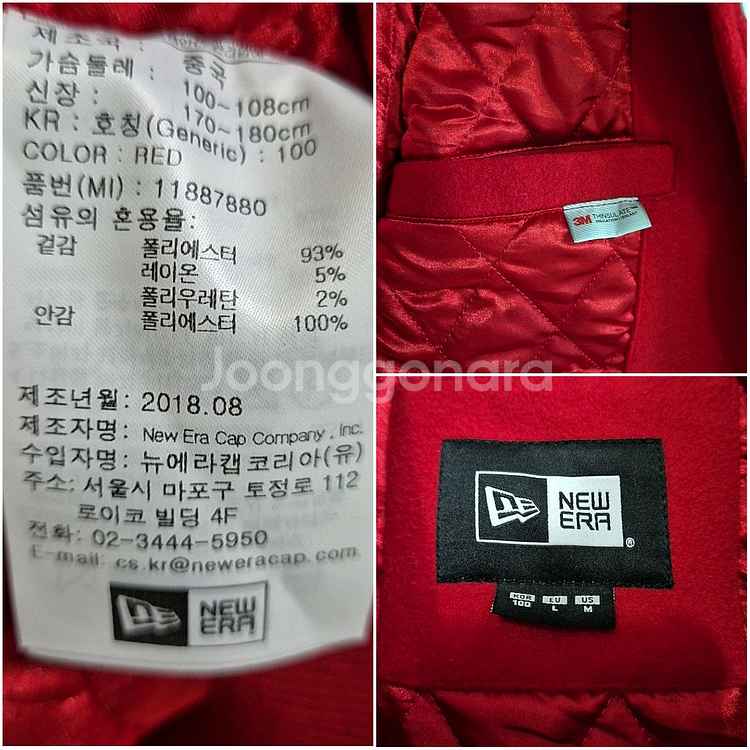 제조국 : 중국
가슴둘레 : 100~108cm
신장 : 170~180cm
KR : 호칭(Generic) : 100
COLOR : RED
품번(MI) : 11887880
섬유의 혼용율:
겉감 폴리에스터 93%
레이온 5%
폴리우레탄 2%
안감 폴리에스터 100%
제조년월: 2018.08
제조자명: New Era Cap Company, Inc.
수입자명: 뉴에라캡코리아(유)
주소: 서울시 마포구 토정로 112
로이코 빌딩 4F
전화: 02-3444-5950
E-mail: cs.kr@neweracap.com
NEW
ERA
3M THINSULATE
Joonggonara
NEW
ERA®
KOR EU US
100 L M